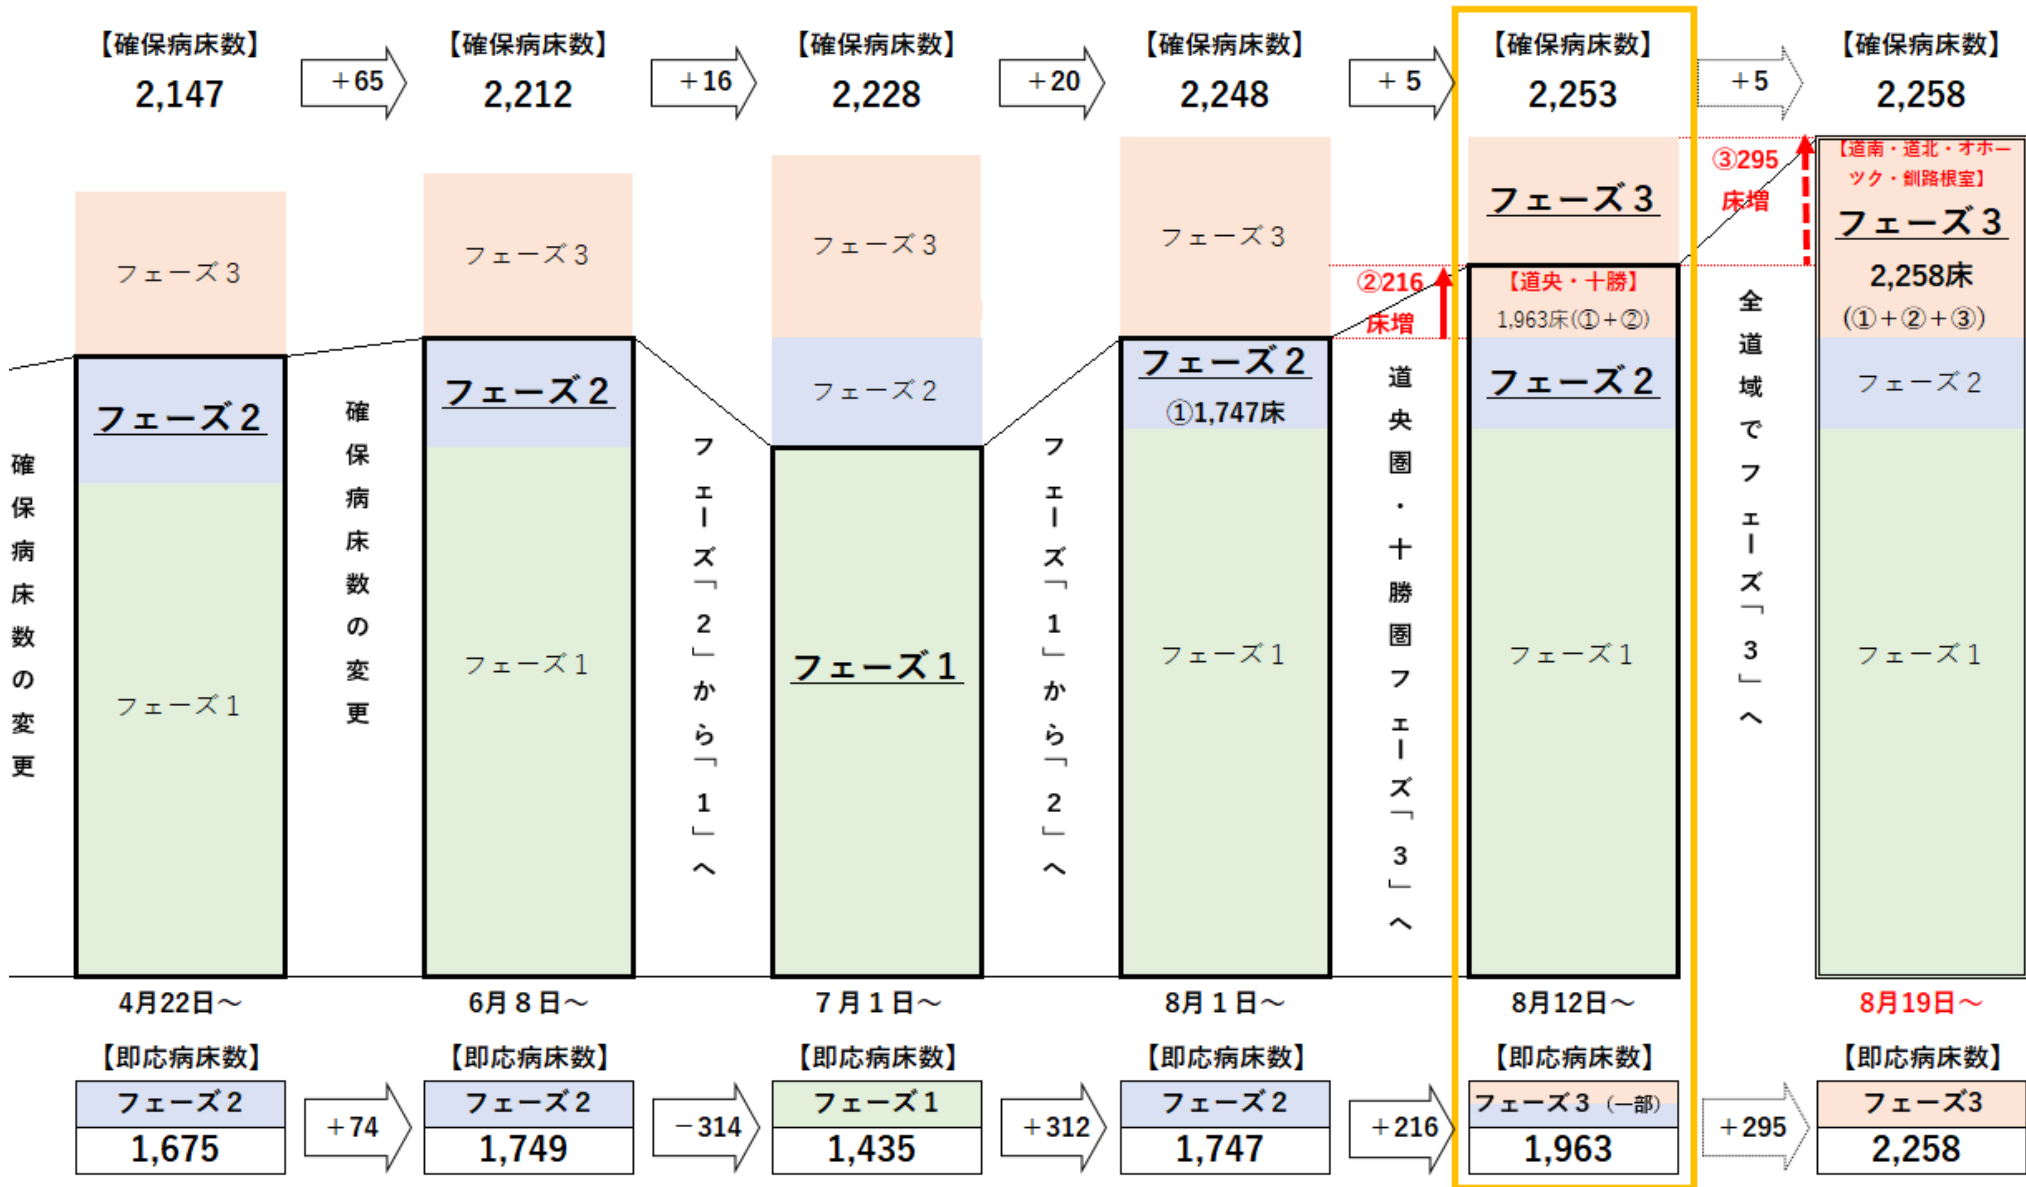 【確保病床数】
2,147
+65
【確保病床数】
2,212
+16
【確保病床数】
2,228
+20
【確保病床数】
2,248
+ 5
【確保病床数】
2,253
+5
【確保病床数】
2,258
確保病床数の変更
フェーズ3
フェーズ2
フェーズ1
4月22日～
確保病床数の変更
フェーズ3
フェーズ2
フェーズ1
6月8日～
フェーズ「2」から「1」へ
フェーズ3
フェーズ2
フェーズ1
7月1日～
フェーズ「1」から「2」へ
フェーズ3
フェーズ2
①1,747床
フェーズ1
8月1日～
②216
床増
道央圏・十勝圏フェーズ「3」へ
フェーズ3
【道央・十勝】
1,963床(①+②)
フェーズ2
フェーズ1
8月12日～
③295
床増
全道域でフェーズ「3」へ
【道南・道北・オホー
ツク・釧路根室】
フェーズ3
2,258床
(①+②+③)
フェーズ2
フェーズ1
8月19日～
【即応病床数】
フェーズ2
1,675
+74
【即応病床数】
フェーズ2
1,749
－314
【即応病床数】
フェーズ1
1,435
+312
【即応病床数】
フェーズ2
1,747
+216
【即応病床数】
フェーズ3（一部）
1,963
+295
【即応病床数】
フェーズ3
2,258